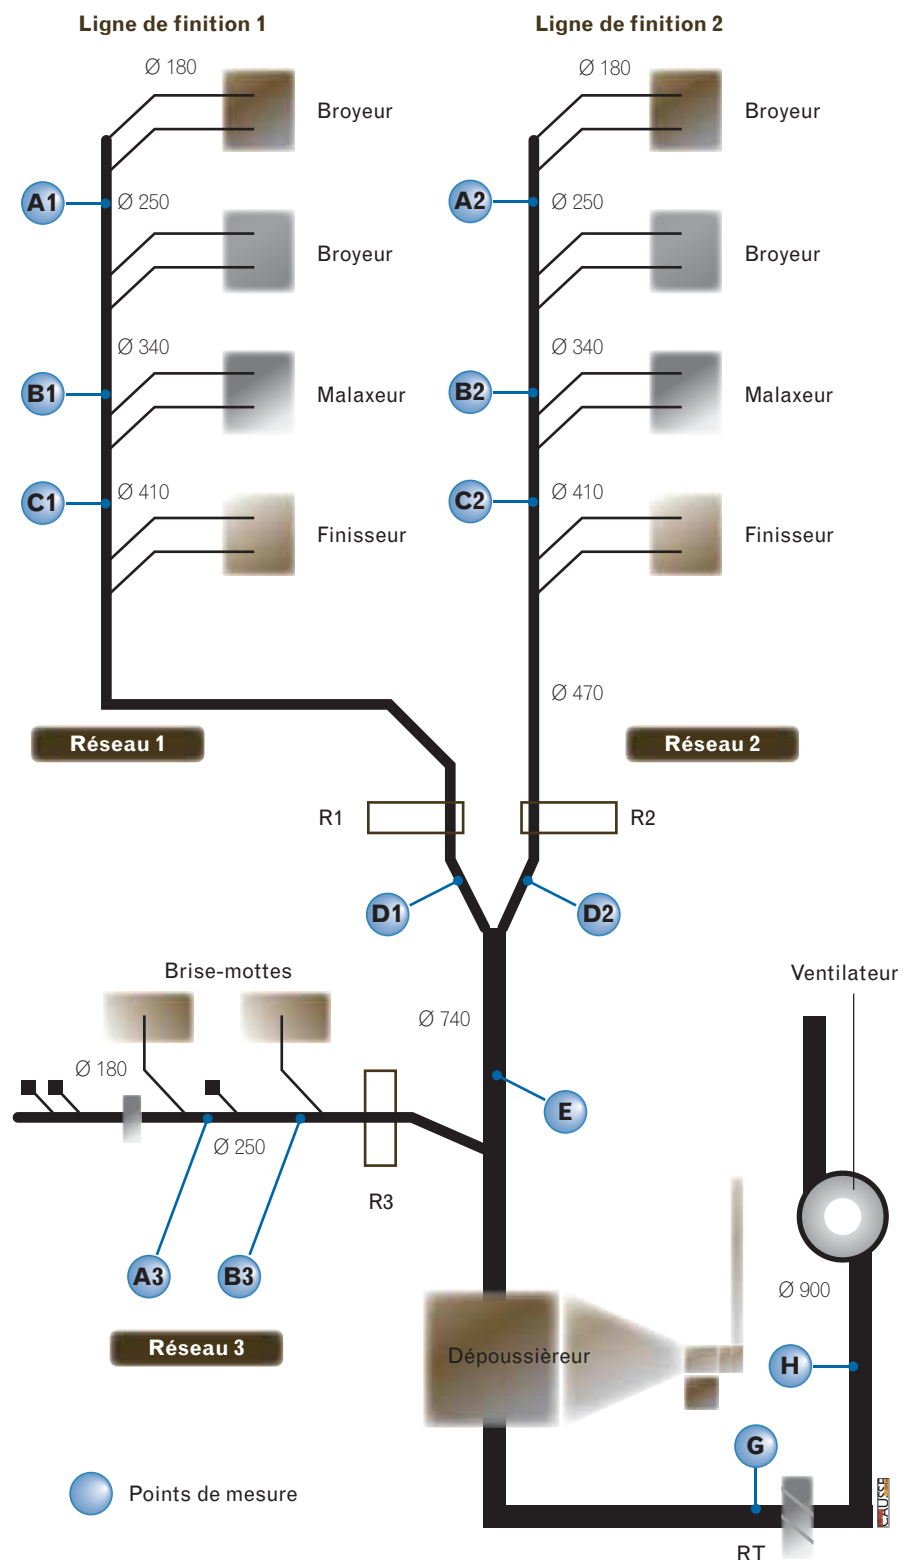 Ligne de finition 1
Ligne de finition 2
Ø 180
Ø 180
Broyeur
Broyeur
A1
Ø 250
A2
Ø 250
Broyeur
Broyeur
Ø 340
Ø 340
B1
Malaxeur
B2
Malaxeur
C1
Ø 410
C2
Ø 410
Finisseur
Finisseur
Ø 470
Réseau 1
Réseau 2
R1
R2
D1
D2
Brise-mottes
Ventilateur
Ø 740
Ø 180
E
Ø 250
R3
A3
B3
Ø 900
Réseau 3
Dépoussièreur
H
G
Points de mesure
CAUSSE
RT